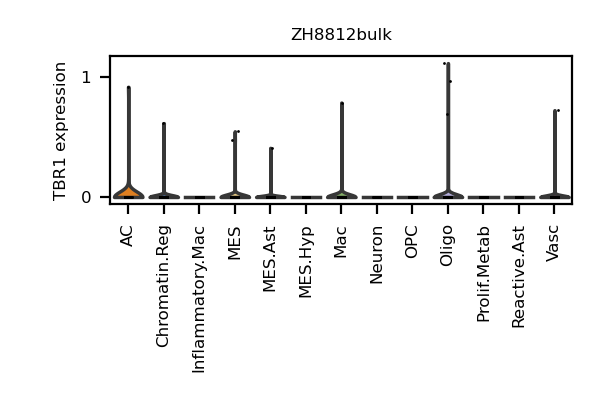 ZH8812bulk
TBR1 expression
1
0
AC
Chromatin.Reg
Inflammatory.Mac
MES
MES.Ast
MES.Hyp
Mac
Neuron
OPC
Oligo
Prolif.Metab
Reactive.Ast
Vasc